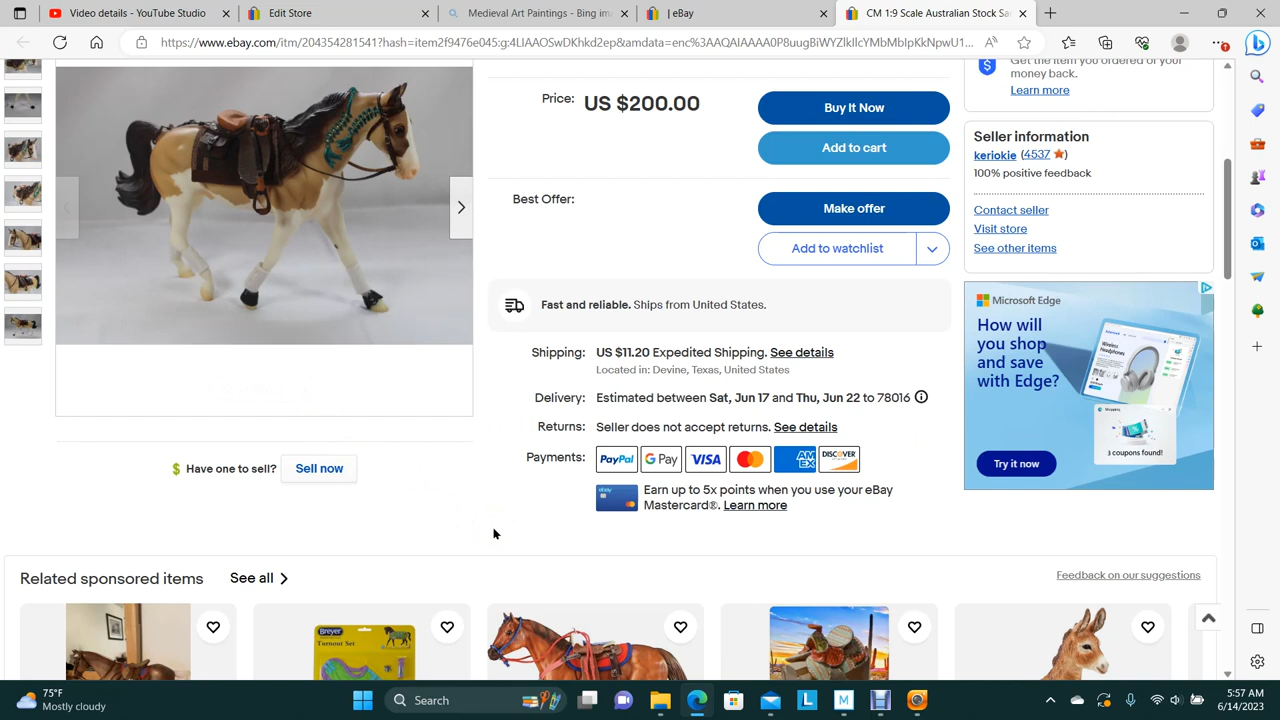 Video details - YouTube Studio
Edit Store
Medieval Art Paintings - Bing im
| eBay
CM 1:9 Scale Australian Stock Sa
https://www.ebay.com/itm/204354281541?hash=item2f9476e045:g:4LIAAOSwDKhkd2ep&amdata=enc%3AAQAIAAAA0P8uugBiWYZlkIlcYMbMbIpKkNpwU1...
Get the item you ordered or your
money back.
Learn more
Price: US $200.00
Buy It Now
Add to cart
Best Offer:
Make offer
Add to watchlist
Seller information
keriokie (4537 )
100% positive feedback
Contact seller
Visit store
See other items
Fast and reliable. Ships from United States.
Shipping: US $11.20 Expedited Shipping. See details
Located in: Devine, Texas, United States
Delivery: Estimated between Sat, Jun 17 and Thu, Jun 22 to 78016
Returns: Seller does not accept returns. See details
Payments: PayPal G Pay VISA mastercard AMEX DISCOVER
Earn up to 5x points when you use your eBay
Mastercard®. Learn more
Microsoft Edge
How will
you shop
and save
with Edge?
3 coupons found!
Try it now
Have one to sell? Sell now
Related sponsored items See all
Feedback on our suggestions
Breyer
Turnout Set
75°F
Mostly cloudy
Search
5:57 AM
6/14/2023